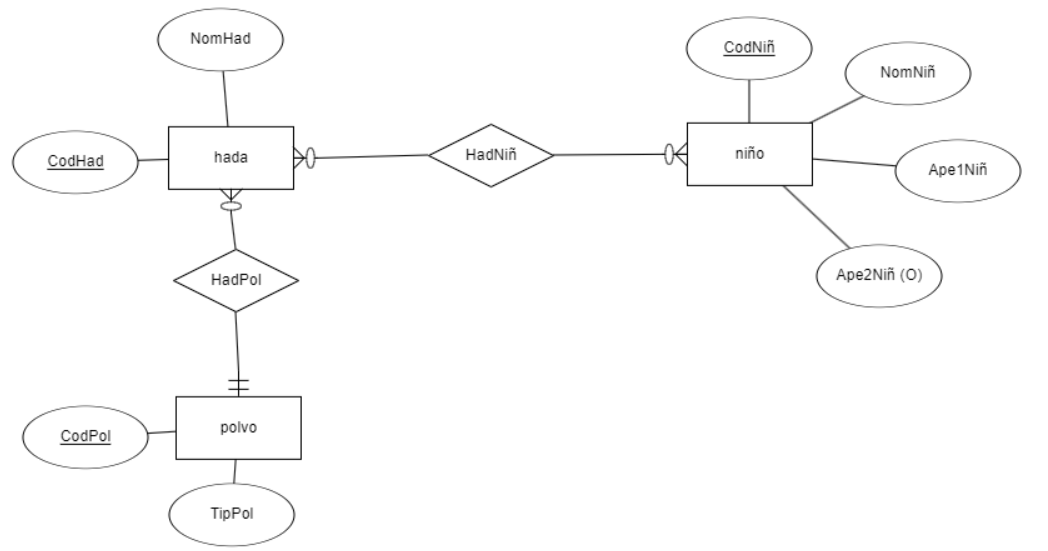 NomHad
CodNiñ
NomNiñ
CodHad
hada
HadNiñ
niño
Ape1Niñ
HadPol
Ape2Niñ (O)
CodPol
polvo
TipPol